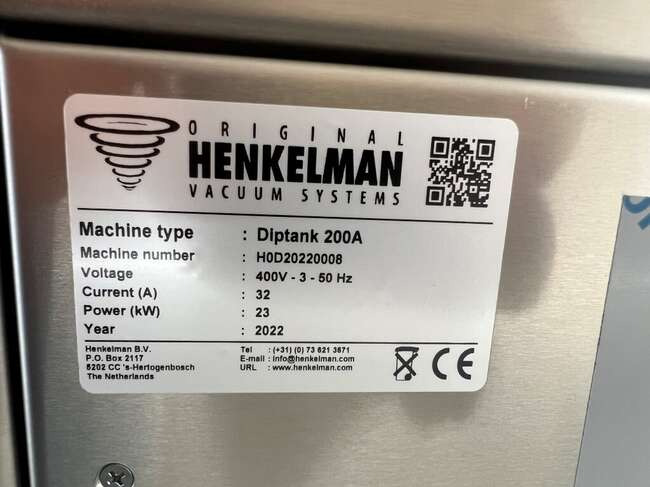 ORIGINAL
HENKELMAN
VACUUM SYSTEMS
Machine type : Diptank 200A
Machine number : H0D20220008
Voltage : 400V - 3 - 50 Hz
Current (A) : 32
Power (kW) : 23
Year : 2022
Henkelman B.V. Tel : (+31) (0) 73 621 3671
P.O. Box 2117 E-mail : info@henkelman.com
5202 CC 's-Hertogenbosch URL : www.henkelman.com
The Netherlands
CE